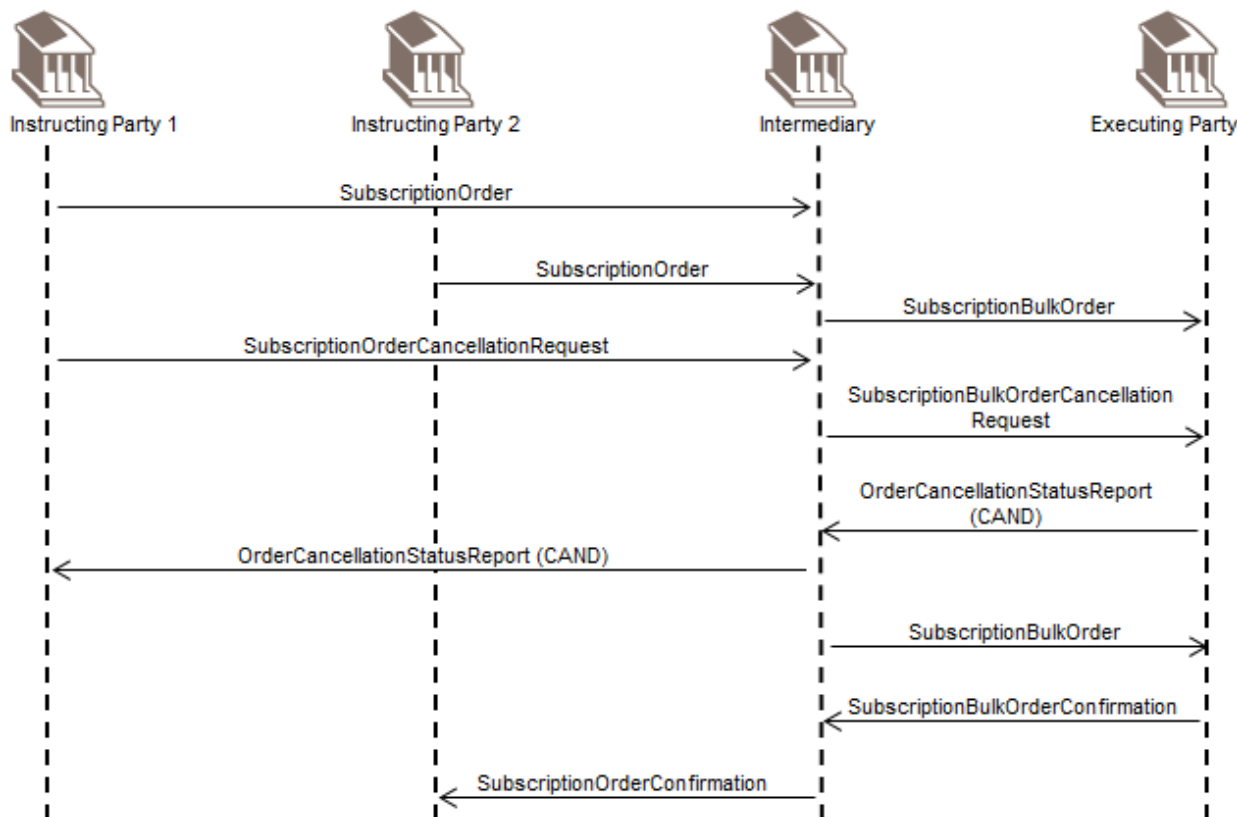 Instructing Party 1
Instructing Party 2
Intermediary
Executing Party
SubscriptionOrder
SubscriptionOrder
SubscriptionBulkOrder
SubscriptionOrderCancellationRequest
SubscriptionBulkOrderCancellation
Request
OrderCancellationStatusReport
(CAND)
OrderCancellationStatusReport (CAND)
SubscriptionBulkOrder
SubscriptionBulkOrderConfirmation
SubscriptionOrderConfirmation